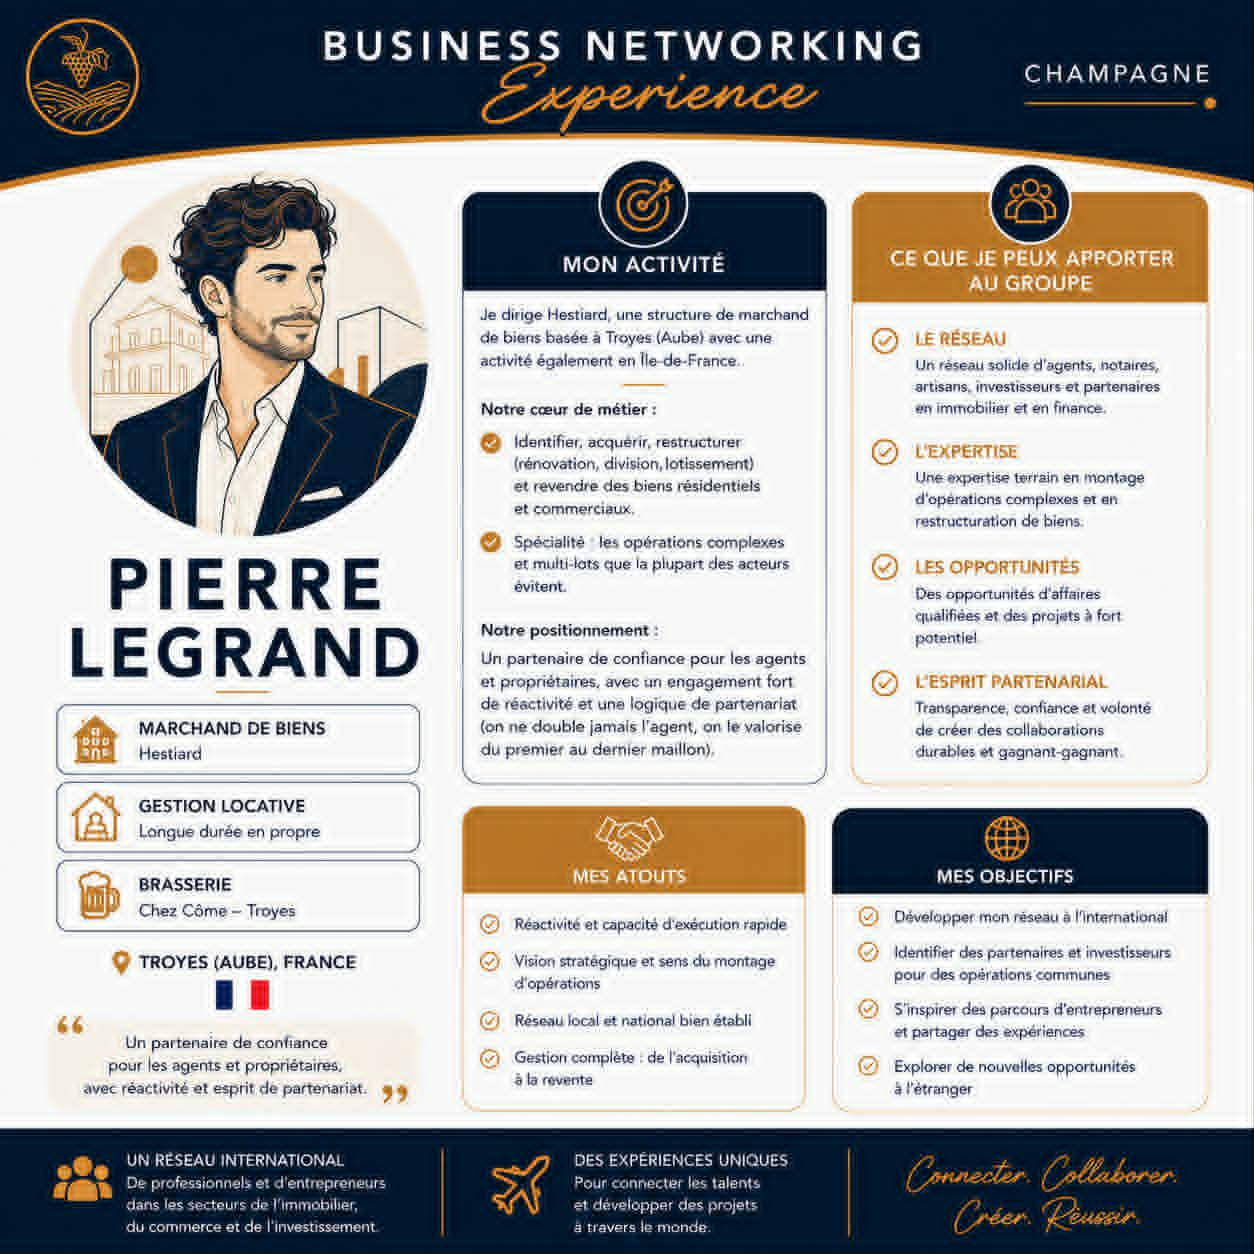 BUSINESS NETWORKING
Experience
CHAMPAGNE
PIERRE
LEGRAND
MARCHAND DE BIENS
Hestiard
GESTION LOCATIVE
Longue durée en propre
BRASSERIE
Chez Côme – Troyes
TROYES (AUBE), FRANCE
“ Un partenaire de confiance
pour les agents et propriétaires,
avec réactivité et esprit de partenariat. ”
MON ACTIVITÉ
Je dirige Hestiard, une structure de marchand
de biens basée à Troyes (Aube) avec une
activité également en Île-de-France.
Notre cœur de métier :
Identifier, acquérir, restructurer
(rénovation, division, lotissement)
et revendre des biens résidentiels
et commerciaux.
Spécialité : les opérations complexes
et multi-lots que la plupart des acteurs
évitent.
Notre positionnement :
Un partenaire de confiance pour les agents
et propriétaires, avec un engagement fort
de réactivité et une logique de partenariat
(on ne double jamais l'agent, on le valorise
du premier au dernier maillon).
CE QUE JE PEUX APPORTER
AU GROUPE
LE RÉSEAU
Un réseau solide d'agents, notaires,
artisans, investisseurs et partenaires
en immobilier et en finance.
L'EXPERTISE
Une expertise terrain en montage
d'opérations complexes et en
restructuration de biens.
LES OPPORTUNITÉS
Des opportunités d'affaires
qualifiées et des projets à fort
potentiel.
L'ESPRIT PARTENARIAL
Transparence, confiance et volonté
de créer des collaborations
durables et gagnant-gagnant.
MES ATOUTS
Réactivité et capacité d'exécution rapide
Vision stratégique et sens du montage
d'opérations
Réseau local et national bien établi
Gestion complète : de l'acquisition
à la revente
MES OBJECTIFS
Développer mon réseau à l'international
Identifier des partenaires et investisseurs
pour des opérations communes
S'inspirer des parcours d'entrepreneurs
et partager des expériences
Explorer de nouvelles opportunités
à l'étranger
UN RÉSEAU INTERNATIONAL
De professionnels et d'entrepreneurs
dans les secteurs de l'immobilier,
du commerce et de l'investissement.
DES EXPÉRIENCES UNIQUES
Pour connecter les talents
et développer des projets
à travers le monde.
Connecter. Collaborer.
Créer. Réussir.